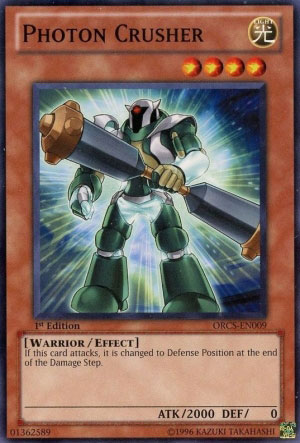 PHOTON CRUSHER
LIGHT
光
1st Edition
ORCS-EN009
[WARRIOR/EFFECT]
If this card attacks, it is changed to Defense Position at the end
of the Damage Step.
ATK/2000 DEF/ 0
01362589
©1996 KAZUKI TAKAHASHI